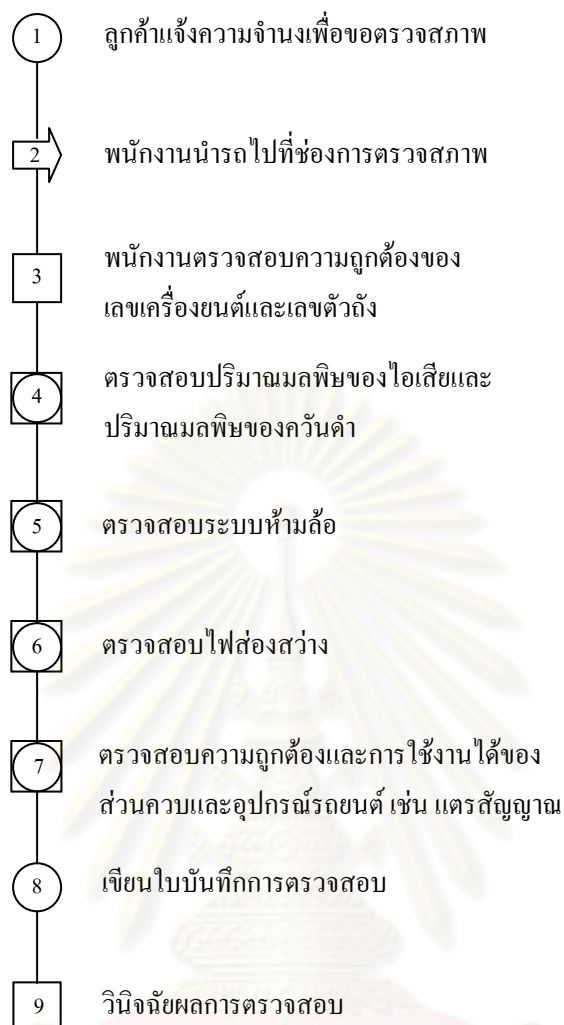 1 ลูกค้าแจ้งความจำนงเพื่อขอตรวจสภาพ
2 พนักงานนำรถไปที่ช่องการตรวจสภาพ
3 พนักงานตรวจสอบความถูกต้องของ
เลขเครื่องยนต์และเลขตัวถัง
4 ตรวจสอบปริมาณมลพิษของไอเสียและ
ปริมาณมลพิษของควันดำ
5 ตรวจสอบระบบห้ามล้อ
6 ตรวจสอบไฟส่องสว่าง
7 ตรวจสอบความถูกต้องและการใช้งานได้ของ
ส่วนควบและอุปกรณ์รถยนต์ เช่น แตรสัญญาณ
8 เขียนใบบันทึกการตรวจสอบ
9 วินิจฉัยผลการตรวจสอบ